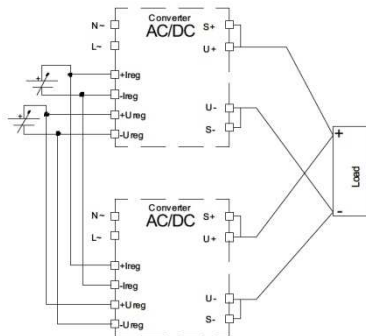 Converter
AC/DC
N~
L~
+Ireg
-Ireg
+Ureg
-Ureg
S+
U+
U-
S-
+
+
+
-
Load
Converter
AC/DC
N~
L~
+Ireg
-Ireg
+Ureg
-Ureg
S+
U+
U-
S-